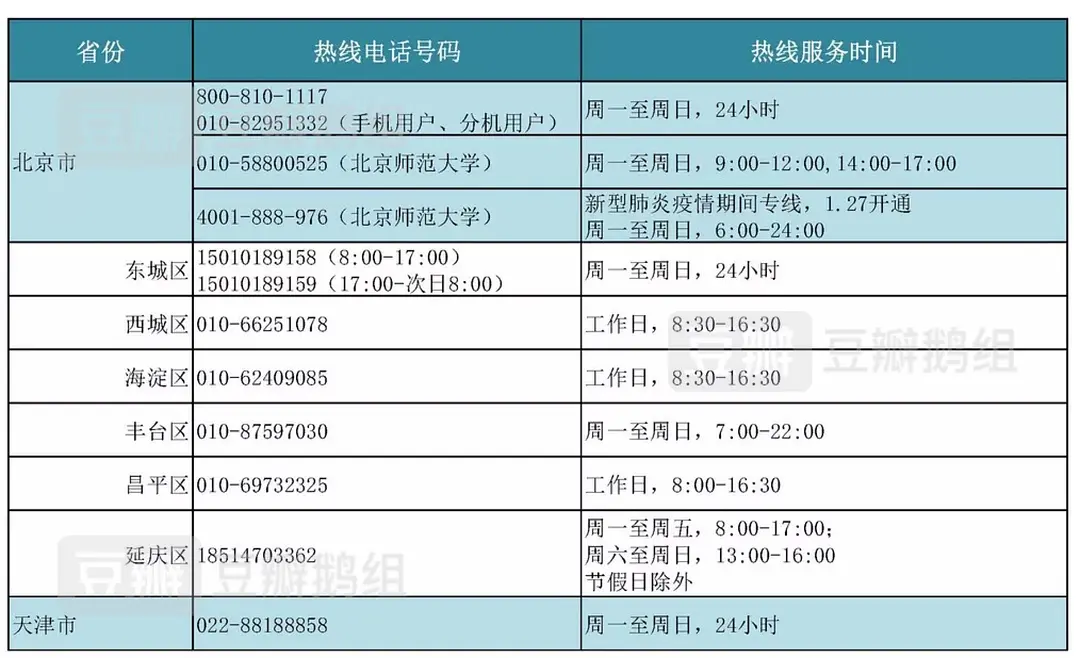 省份 热线电话号码 热线服务时间
北京市
800-810-1117
010-82951332（手机用户、分机用户） 周一至周日，24小时
010-58800525（北京师范大学） 周一至周日，9:00-12:00,14:00-17:00
4001-888-976（北京师范大学） 新型肺炎疫情期间专线，1.27开通
周一至周日，6:00-24:00
东城区 15010189158（8:00-17:00）
15010189159（17:00-次日8:00） 周一至周日，24小时
西城区 010-66251078 工作日，8:30-16:30
海淀区 010-62409085 工作日，8:30-16:30
丰台区 010-87597030 周一至周日，7:00-22:00
昌平区 010-69732325 工作日，8:00-16:30
延庆区 18514703362 周一至周五，8:00-17:00；
周六至周日，13:00-16:00
节假日除外
天津市 022-88188858 周一至周日，24小时
豆瓣 豆瓣鹅组
豆瓣 豆瓣鹅组
豆瓣 豆瓣鹅组